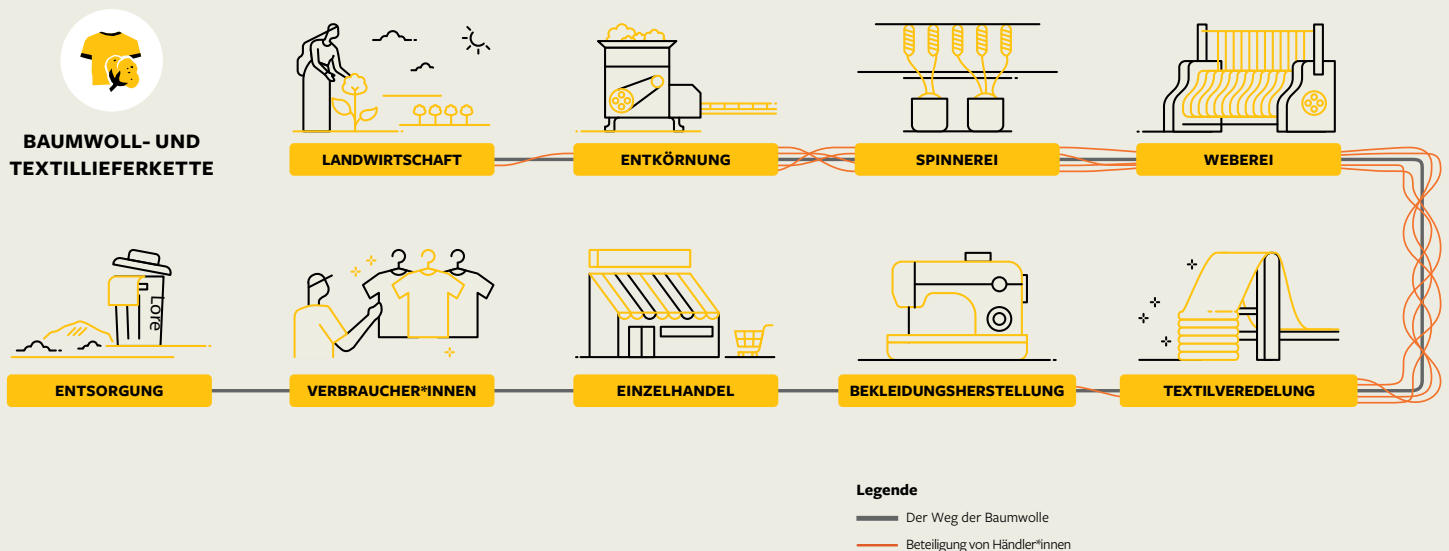 BAUMWOLL- UND
TEXTILLIEFERKETTE
LANDWIRTSCHAFT
ENTKÖRNUNG
SPINNEREI
WEBEREI
Lore
ENTSORGUNG
VERBRAUCHER*INNEN
EINZELHANDEL
BEKLEIDUNGSHERSTELLUNG
TEXTILVEREDELUNG
Legende
Der Weg der Baumwolle
Beteiligung von Händler*innen